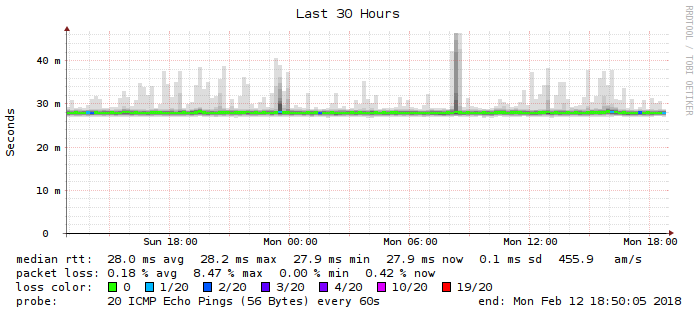 Last 30 Hours
RRDTOOL / TOBI OETIKER
Seconds
40 m
30 m
20 m
10 m
0
Sun 18:00 Mon 00:00 Mon 06:00 Mon 12:00 Mon 18:00
median rtt: 28.0 ms avg 28.2 ms max 27.9 ms min 27.9 ms now 0.1 ms sd 455.9 am/s
packet loss: 0.18 % avg 8.47 % max 0.00 % min 0.42 % now
loss color: 0 1/20 2/20 3/20 4/20 10/20 19/20
probe: 20 ICMP Echo Pings (56 Bytes) every 60s end: Mon Feb 12 18:50:05 2018